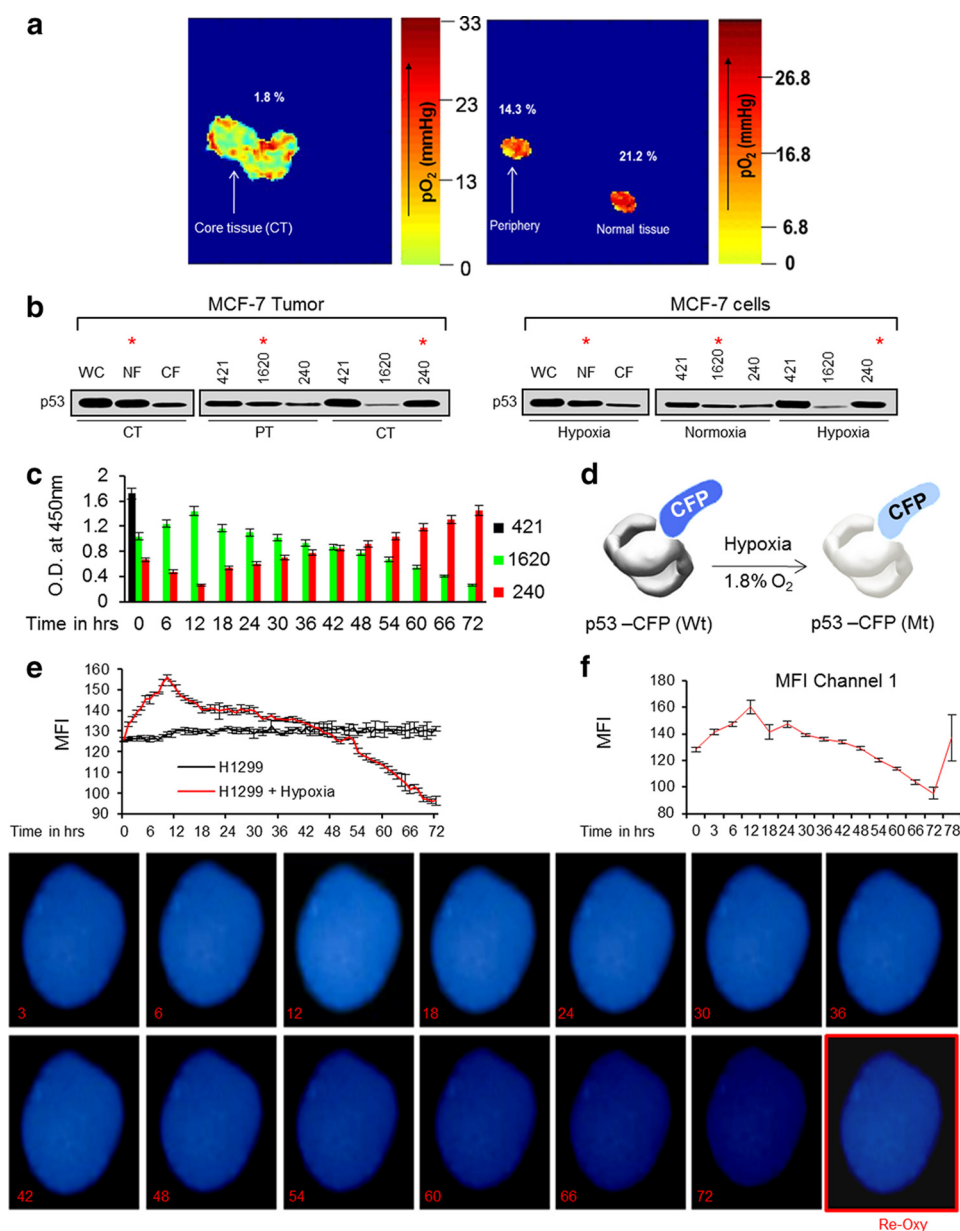 a
1.8 %
Core tissue (CT)
33
23
13
0
pO₂ (mmHg)
14.3 %
21.2 %
Periphery
Normal tissue
26.8
16.8
6.8
0
pO₂ (mmHg)
b
MCF-7 Tumor
MCF-7 cells
* * *
* * *
WC NF CF 421 1620 240 421 1620 240
WC NF CF 421 1620 240 421 1620 240
p53
p53
CT PT CT
Hypoxia Normoxia Hypoxia
c
O.D. at 450nm
2
1.6
1.2
0.8
0.4
0
421
1620
240
Time in hrs 0 6 12 18 24 30 36 42 48 54 60 66 72
d
CFP
CFP
Hypoxia
1.8% O₂
p53 –CFP (Wt)
p53 –CFP (Mt)
e
MFI
160
150
140
130
120
110
100
90
H1299
H1299 + Hypoxia
Time in hrs 0 6 12 18 24 30 36 42 48 54 60 66 72
f
MFI Channel 1
MFI
180
160
140
120
100
80
Time in hrs 0 3 6 12 18 24 30 36 42 48 54 60 66 72 78
3 6 12 18 24 30 36
42 48 54 60 66 72
Re-Oxy